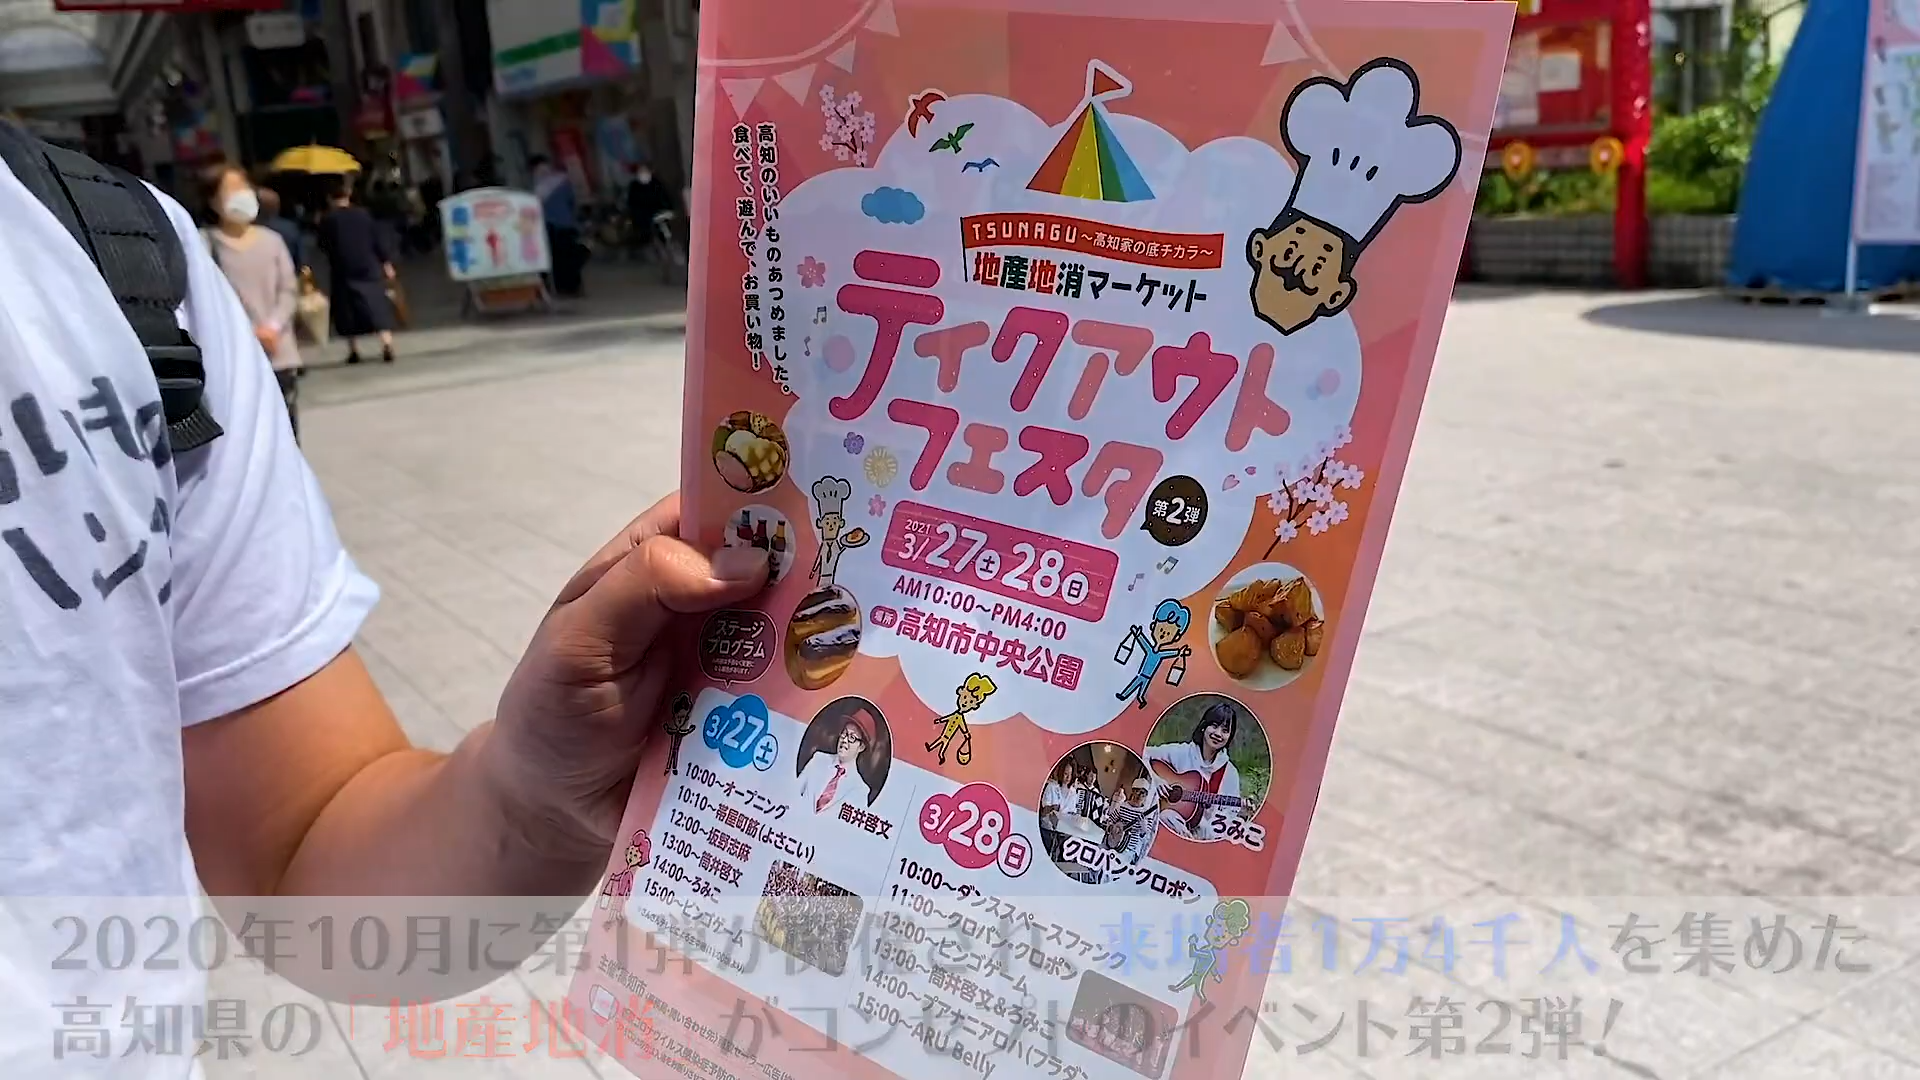 高知のいいものあつめました。
食べて、遊んで、お買い物！
TSUNAGU～高知家の底チカラ～
地産地消マーケット
テイクアウト
フェスタ
第2弾
2021
3/27土28日
AM10:00～PM4:00
場所 高知市中央公園
ステージ
プログラム
3/27土
10:00～オープニング
10:10～帯屋町筋(よさこい)
12:00～坂野志麻
13:00～筒井啓文
14:00～ろみこ
15:00～ビンゴゲーム
筒井啓文
3/28日
10:00～ダンススペースファンク
11:00～クロパン・クロポン
12:00～ビンゴゲーム
13:00～筒井啓文&ろみこ
14:00～プアナニアロハ(フラダン
15:00～ARU Belly
クロパン・クロポン
ろみこ
2020年10月に第1弾が開催され 来場者1万4千人を集めた
高知県の「地産地消」がコンセプトのイベント第2弾！